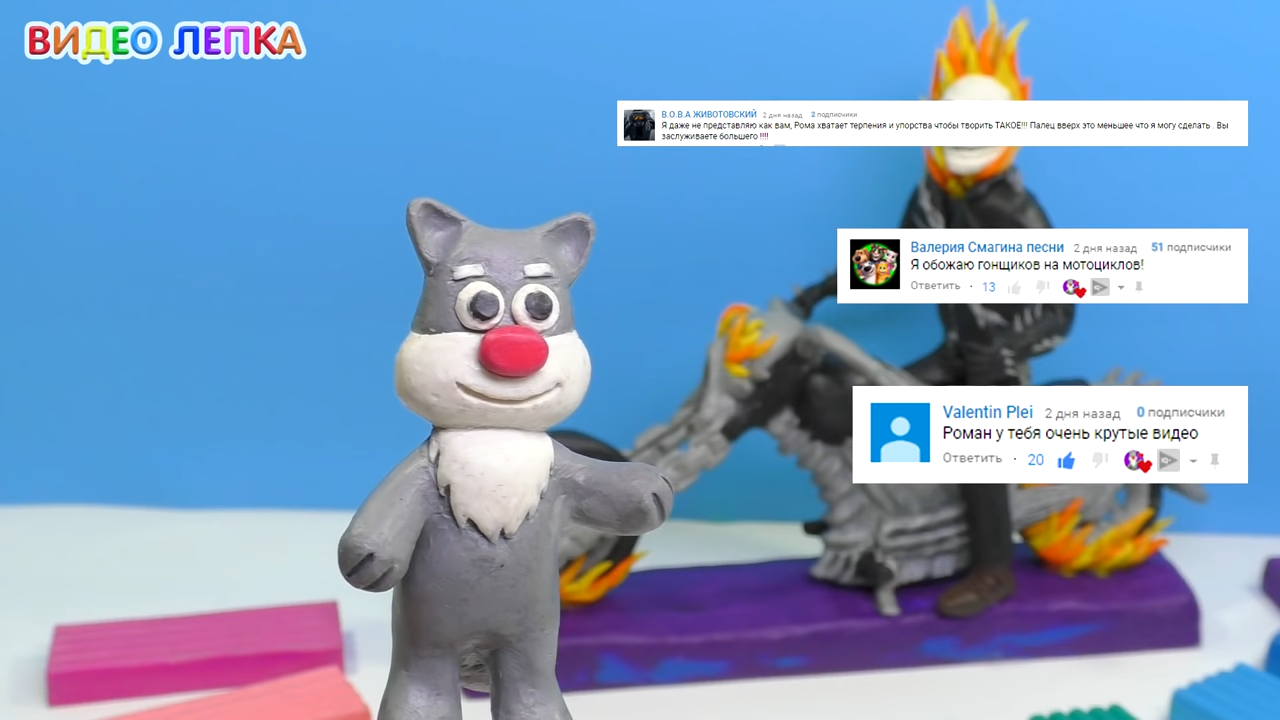 ВИДЕО ЛЕПКА
В.О.В.А ЖИВОТОВСКИЙ 2 дня назад 2 подписчики
Я даже не представляю как вам, Рома хватает терпения и упорства чтобы творить ТАКОЕ!!! Палец вверх это меньшее что я могу сделать . Вы
заслуживаете большего !!!!
Валерия Смагина песни 2 дня назад 51 подписчики
Я обожаю гонщиков на мотоциклов!
Ответить · 13
Valentin Plei 2 дня назад 0 подписчики
Роман у тебя очень крутые видео
Ответить · 20